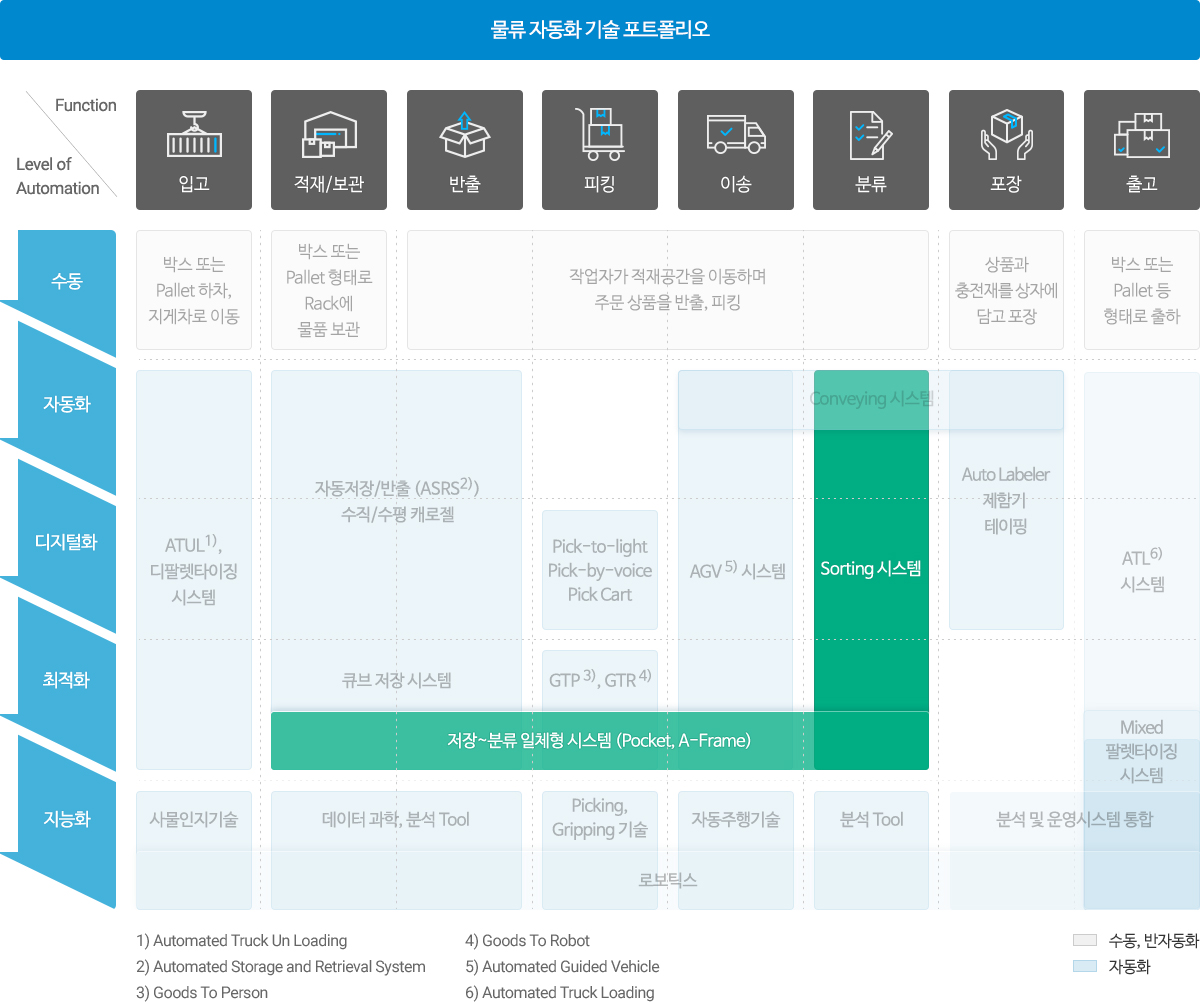 물류 자동화 기술 포트폴리오
Function
Level of
Automation
입고
적재/보관
반출
피킹
이송
분류
포장
출고
수동
박스 또는
Pallet 하차,
지게차로 이동
박스 또는
Pallet 형태로
Rack에
물품 보관
작업자가 적재공간을 이동하며
주문 상품을 반출, 피킹
상품과
충전재를 상자에
담고 포장
박스 또는
Pallet 등
형태로 출하
자동화
디지털화
최적화
지능화
ATUL1),
디팔렛타이징
시스템
자동저장/반출 (ASRS2))
수직/수평 캐로젤
큐브 저장 시스템
Pick-to-light
Pick-by-voice
Pick Cart
GTP 3), GTR 4)
Conveying 시스템
AGV 5) 시스템
Sorting 시스템
Auto Labeler
제함기
테이핑
ATL6)
시스템
저장~분류 일체형 시스템 (Pocket, A-Frame)
Mixed
팔렛타이징
시스템
사물인지기술
데이터 과학, 분석 Tool
Picking,
Gripping 기술
자동주행기술
분석 Tool
분석 및 운영시스템 통합
로보틱스
1) Automated Truck Un Loading
2) Automated Storage and Retrieval System
3) Goods To Person
4) Goods To Robot
5) Automated Guided Vehicle
6) Automated Truck Loading
수동, 반자동화
자동화